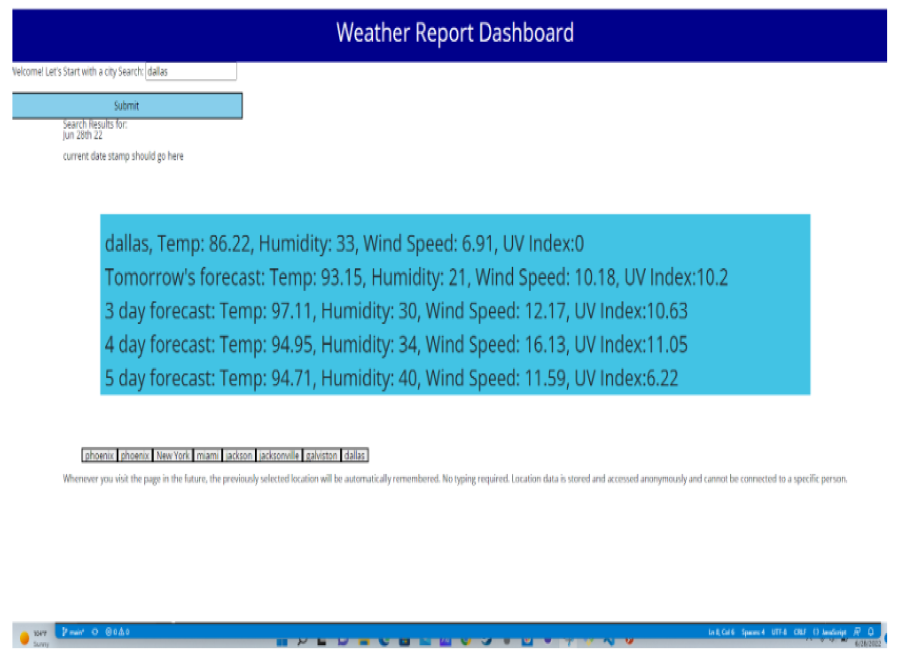 Weather Report Dashboard
Welcome! Let's Start with a city Search: dallas
Submit
Search Results for:
Jun 28th 22
current date stamp should go here
dallas, Temp: 86.22, Humidity: 33, Wind Speed: 6.91, UV Index:0
Tomorrow's forecast: Temp: 93.15, Humidity: 21, Wind Speed: 10.18, UV Index:10.2
3 day forecast: Temp: 97.11, Humidity: 30, Wind Speed: 12.17, UV Index:10.63
4 day forecast: Temp: 94.95, Humidity: 34, Wind Speed: 16.13, UV Index:11.05
5 day forecast: Temp: 94.71, Humidity: 40, Wind Speed: 11.59, UV Index:6.22
phoenix phoenix New York miami jackson jacksonville galviston dallas
Whenever you visit the page in the future, the previously selected location will be automatically remembered. No typing required. Location data is stored and accessed anonymously and cannot be connected to a specific person.
104°F main* 0 0 Ln 8, Col 6 Spaces: 4 UTF-8 CRLF {} JavaScript
Sunny 6/28/2022